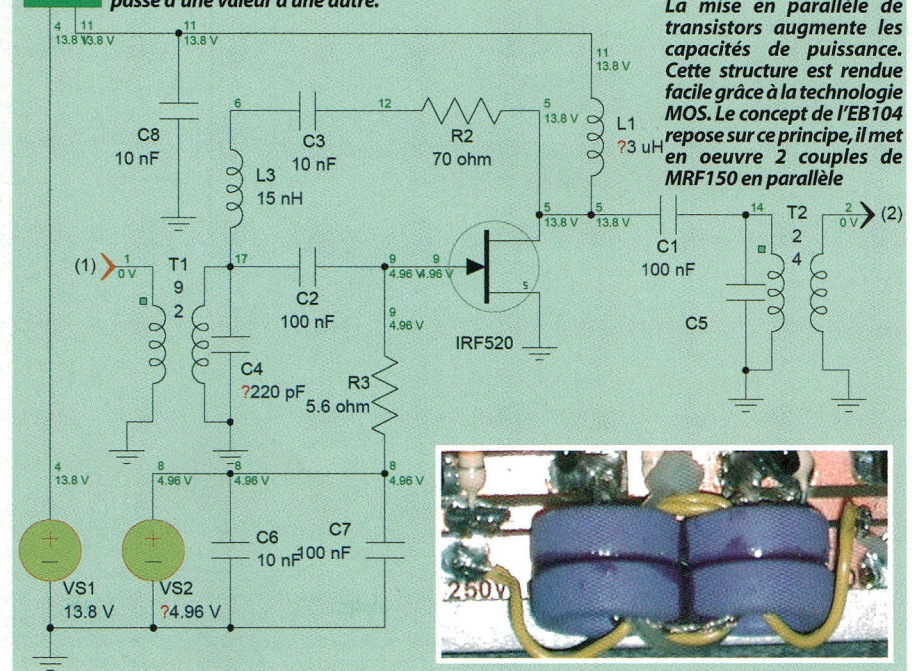 passe d'une valeur à une autre.
La mise en parallèle de
transistors augmente les
capacités de puissance.
Cette structure est rendue
facile grâce à la technologie
MOS. Le concept de l'EB104
repose sur ce principe, il met
en oeuvre 2 couples de
MRF150 en parallèle
4
13.8 V
11
13.8 V
11
13.8 V
11
13.8 V
C8
10 nF
6
C3
10 nF
12
R2
70 ohm
5
13.8 V
L1
?3 uH
L3
15 nH
(1)
1
0 V
T1
9
2
17
C2
100 nF
9
4.96 V
9
4.96 V
9
4.96 V
5
IRF520
5
13.8 V
5
13.8 V
C1
100 nF
14
T2
2
4
2
0 V
(2)
C5
C4
?220 pF
R3
5.6 ohm
4
13.8 V
8
4.96 V
8
4.96 V
8
4.96 V
C6
10 nF
C7
100 nF
VS1
13.8 V
VS2
?4.96 V
250V